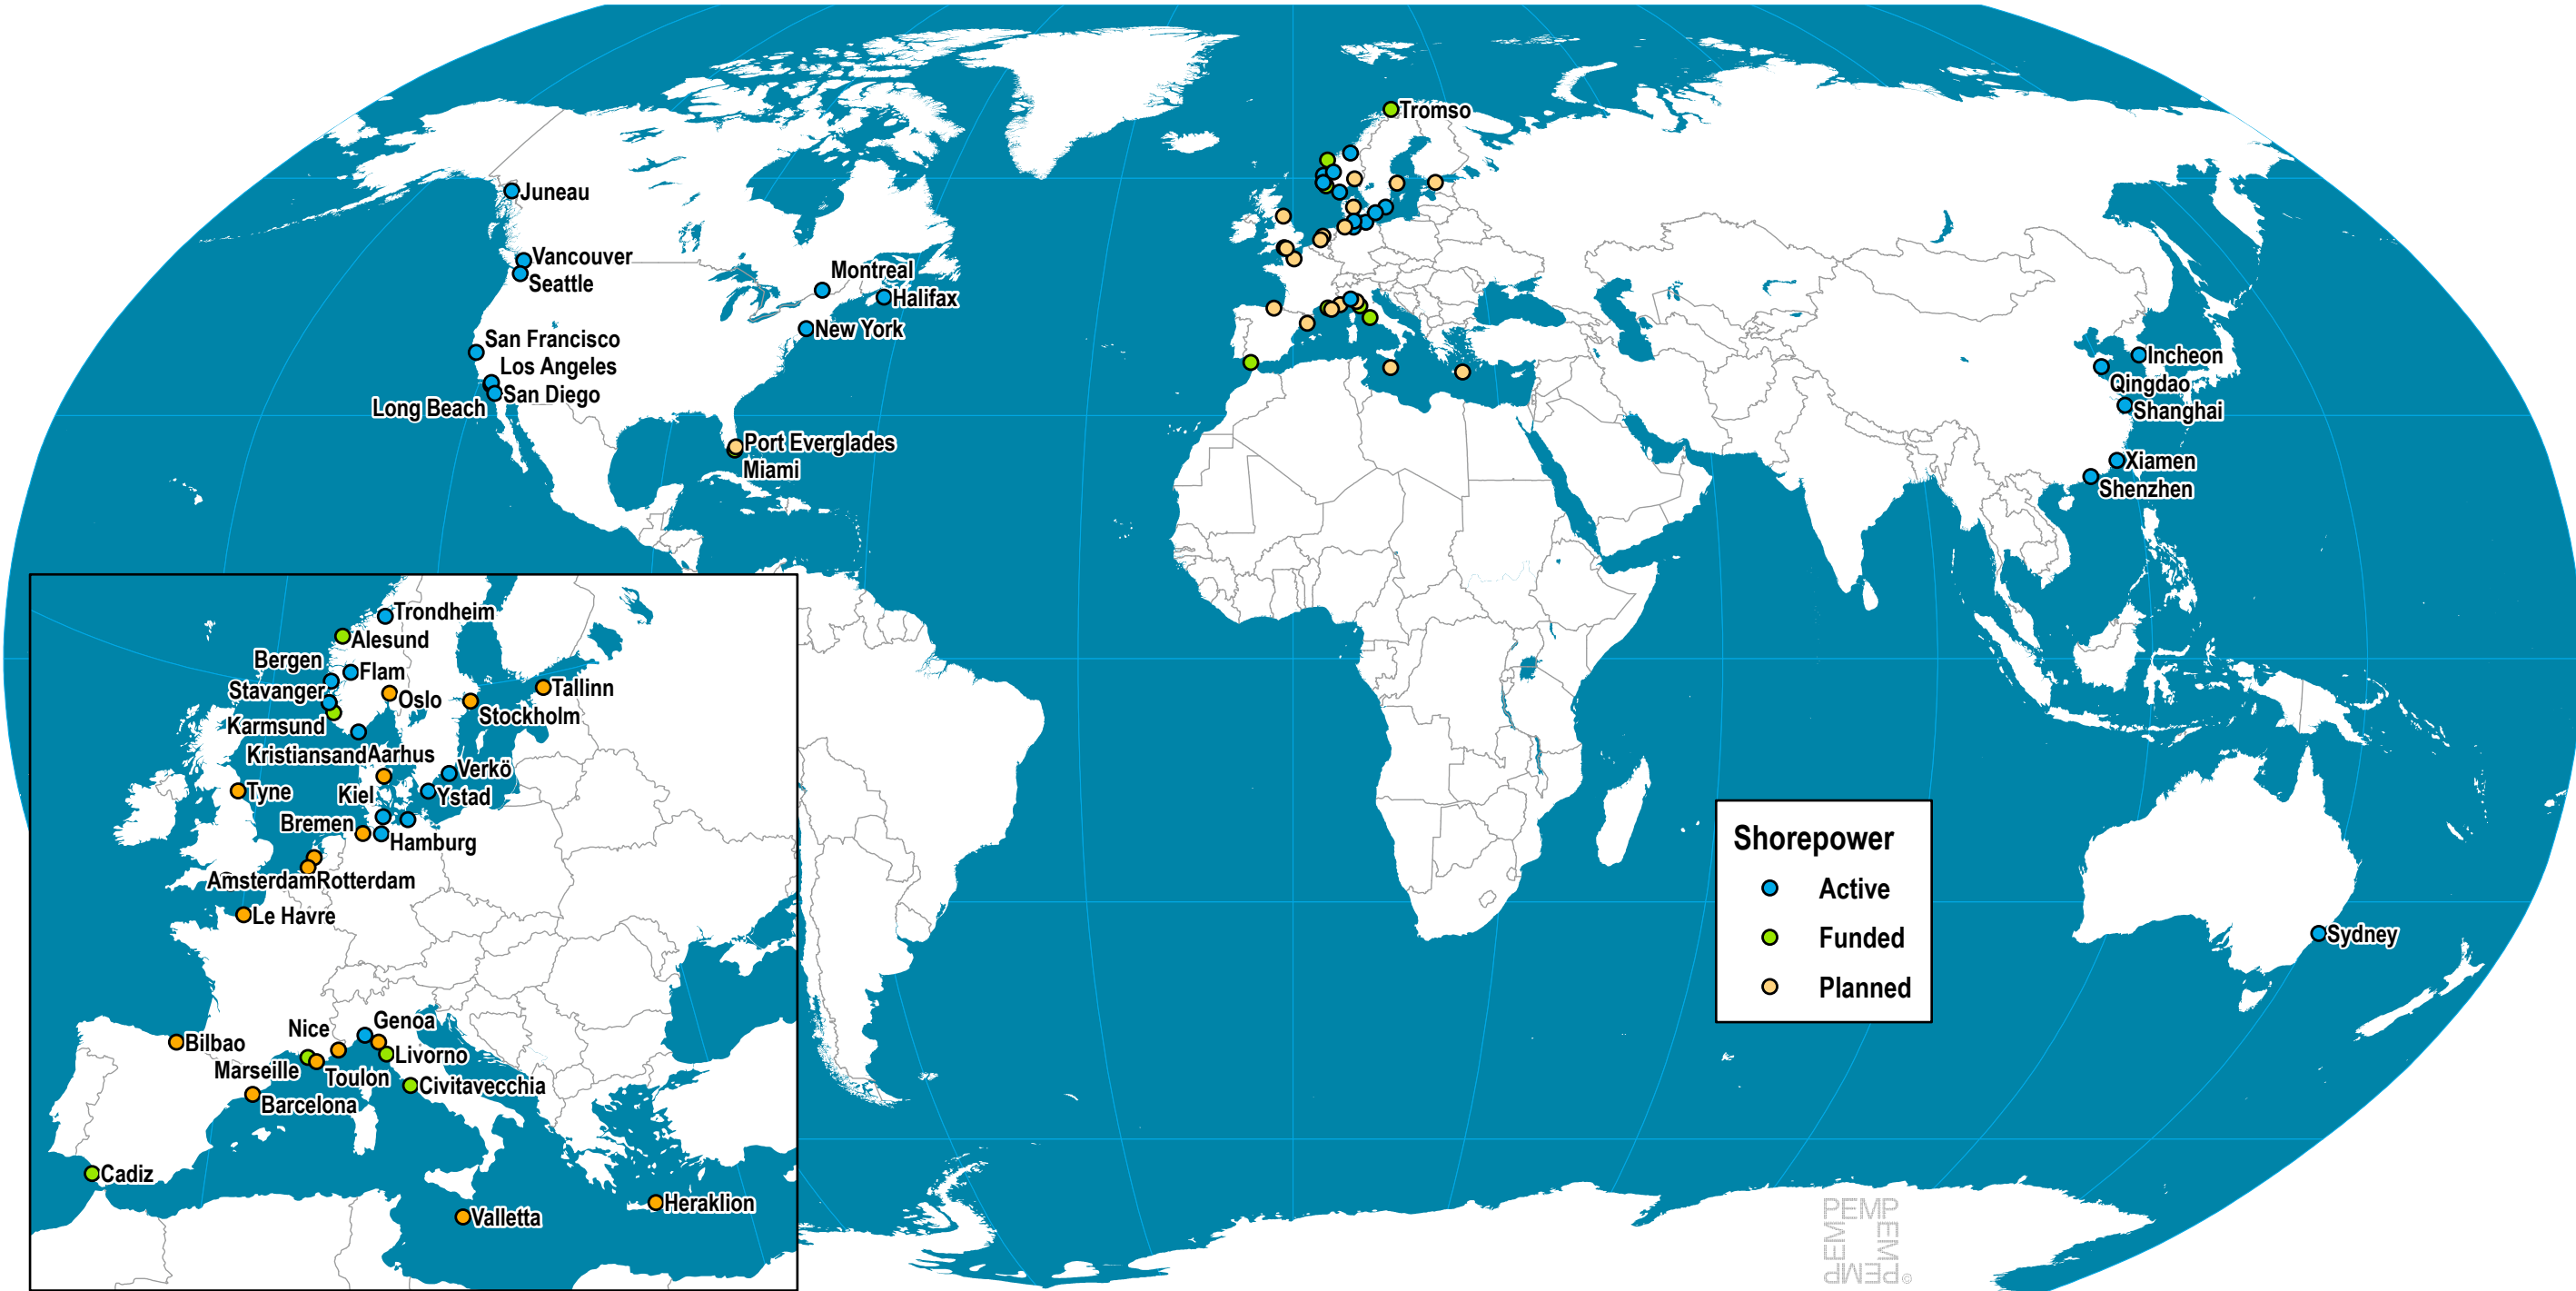 Tromso
Juneau
Vancouver
Seattle
Montreal
Halifax
New York
San Francisco
Los Angeles
San Diego
Long Beach
Port Everglades
Miami
Incheon
Qingdao
Shanghai
Xiamen
Shenzhen
Sydney
Trondheim
Alesund
Bergen
Flam
Stavanger
Oslo
Tallinn
Stockholm
Karmsund
Kristiansand
Aarhus
Verkö
Tyne
Kiel
Ystad
Bremen
Hamburg
Amsterdam
Rotterdam
Le Havre
Nice
Genoa
Bilbao
Livorno
Marseille
Toulon
Civitavecchia
Barcelona
Cadiz
Heraklion
Valletta
Shorepower
Active
Funded
Planned
PEMP
EMP
PEMP
PEMP©